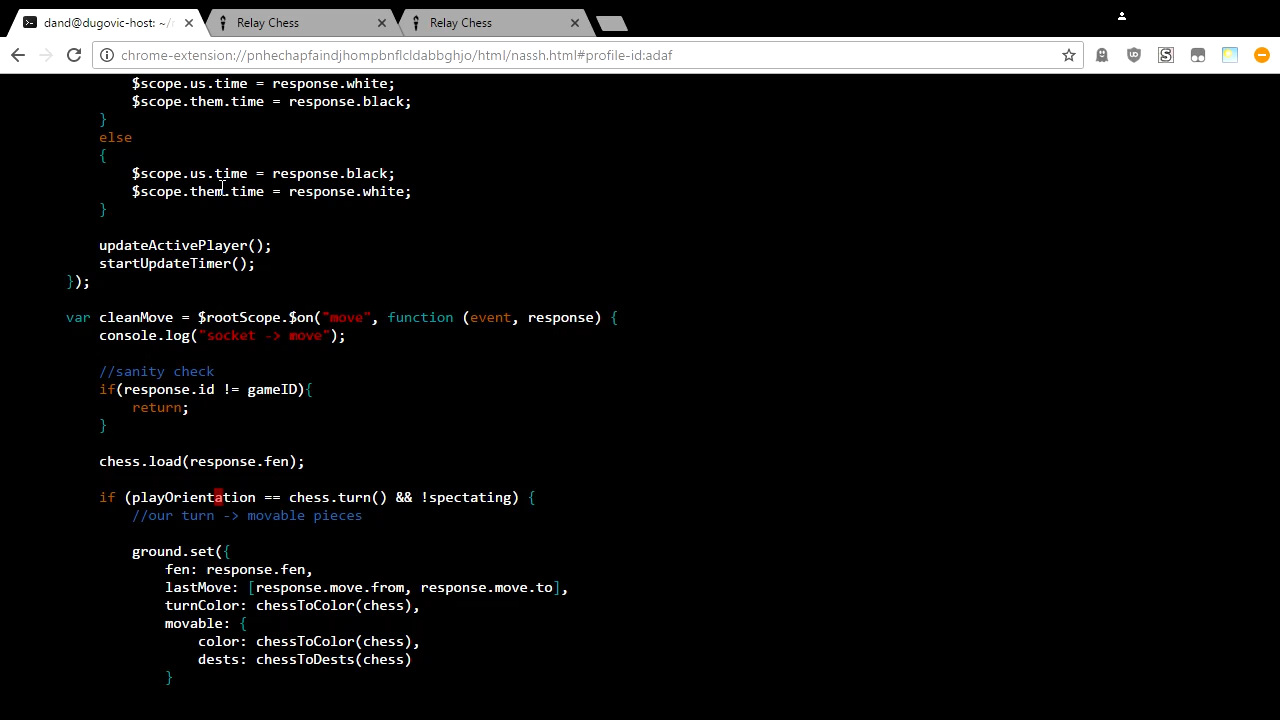 dand@dugovic-host: ~/r
Relay Chess
Relay Chess
chrome-extension://pnhechapfaindjhompbnflcldabbghjo/html/nassh.html#profile-id:adaf
$scope.us.time = response.white;
$scope.them.time = response.black;
}
else
{
$scope.us.time = response.black;
$scope.them.time = response.white;
}
updateActivePlayer();
startUpdateTimer();
});
var cleanMove = $rootScope.$on("move", function (event, response) {
console.log("socket -> move");
//sanity check
if(response.id != gameID){
return;
}
chess.load(response.fen);
if (playOrientation == chess.turn() && !spectating) {
//our turn -> movable pieces
ground.set({
fen: response.fen,
lastMove: [response.move.from, response.move.to],
turnColor: chessToColor(chess),
movable: {
color: chessToColor(chess),
dests: chessToDests(chess)
}